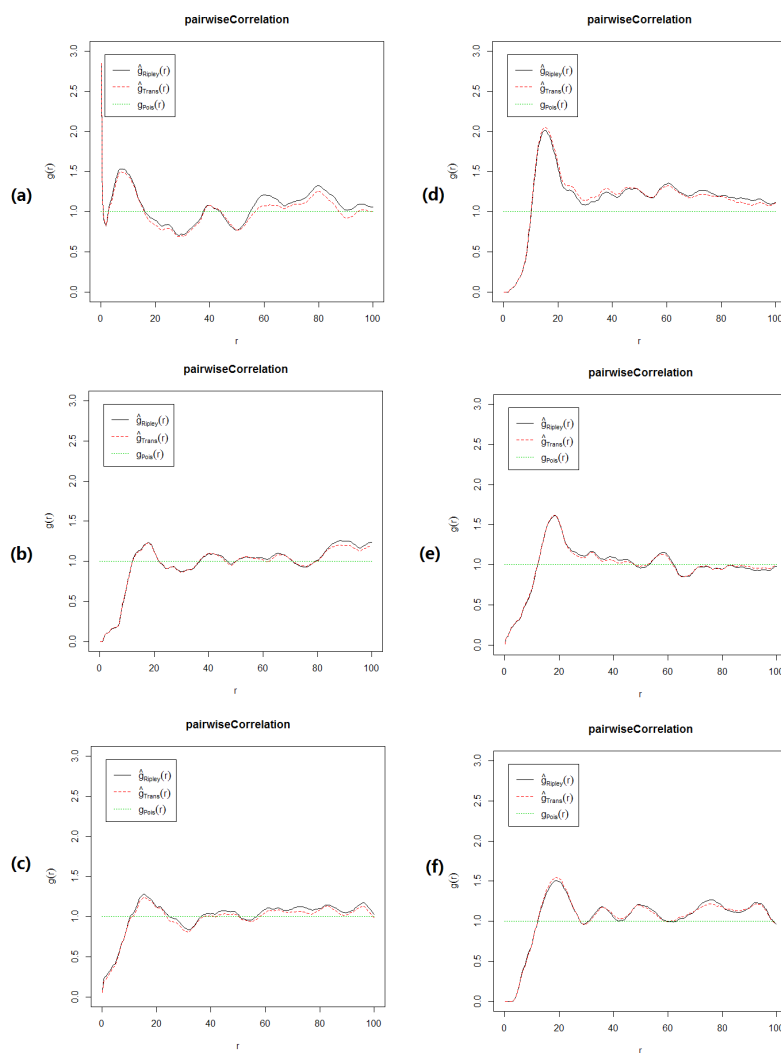 pairwiseCorrelation
(a)
g(r)
3.0
2.5
2.0
1.5
1.0
0.5
0.0
ĝRipley(r)
ĝTrans(r)
gPois(r)
0 20 40 60 80 100
r
pairwiseCorrelation
(d)
g(r)
3.0
2.5
2.0
1.5
1.0
0.5
0.0
ĝRipley(r)
ĝTrans(r)
gPois(r)
0 20 40 60 80 100
r
pairwiseCorrelation
(b)
g(r)
3.0
2.5
2.0
1.5
1.0
0.5
0.0
ĝRipley(r)
ĝTrans(r)
gPois(r)
0 20 40 60 80 100
r
pairwiseCorrelation
(e)
g(r)
3.0
2.5
2.0
1.5
1.0
0.5
0.0
ĝRipley(r)
ĝTrans(r)
gPois(r)
0 20 40 60 80 100
r
pairwiseCorrelation
(c)
g(r)
3.0
2.5
2.0
1.5
1.0
0.5
0.0
ĝRipley(r)
ĝTrans(r)
gPois(r)
0 20 40 60 80 100
r
pairwiseCorrelation
(f)
g(r)
3.0
2.5
2.0
1.5
1.0
0.5
0.0
ĝRipley(r)
ĝTrans(r)
gPois(r)
0 20 40 60 80 100
r